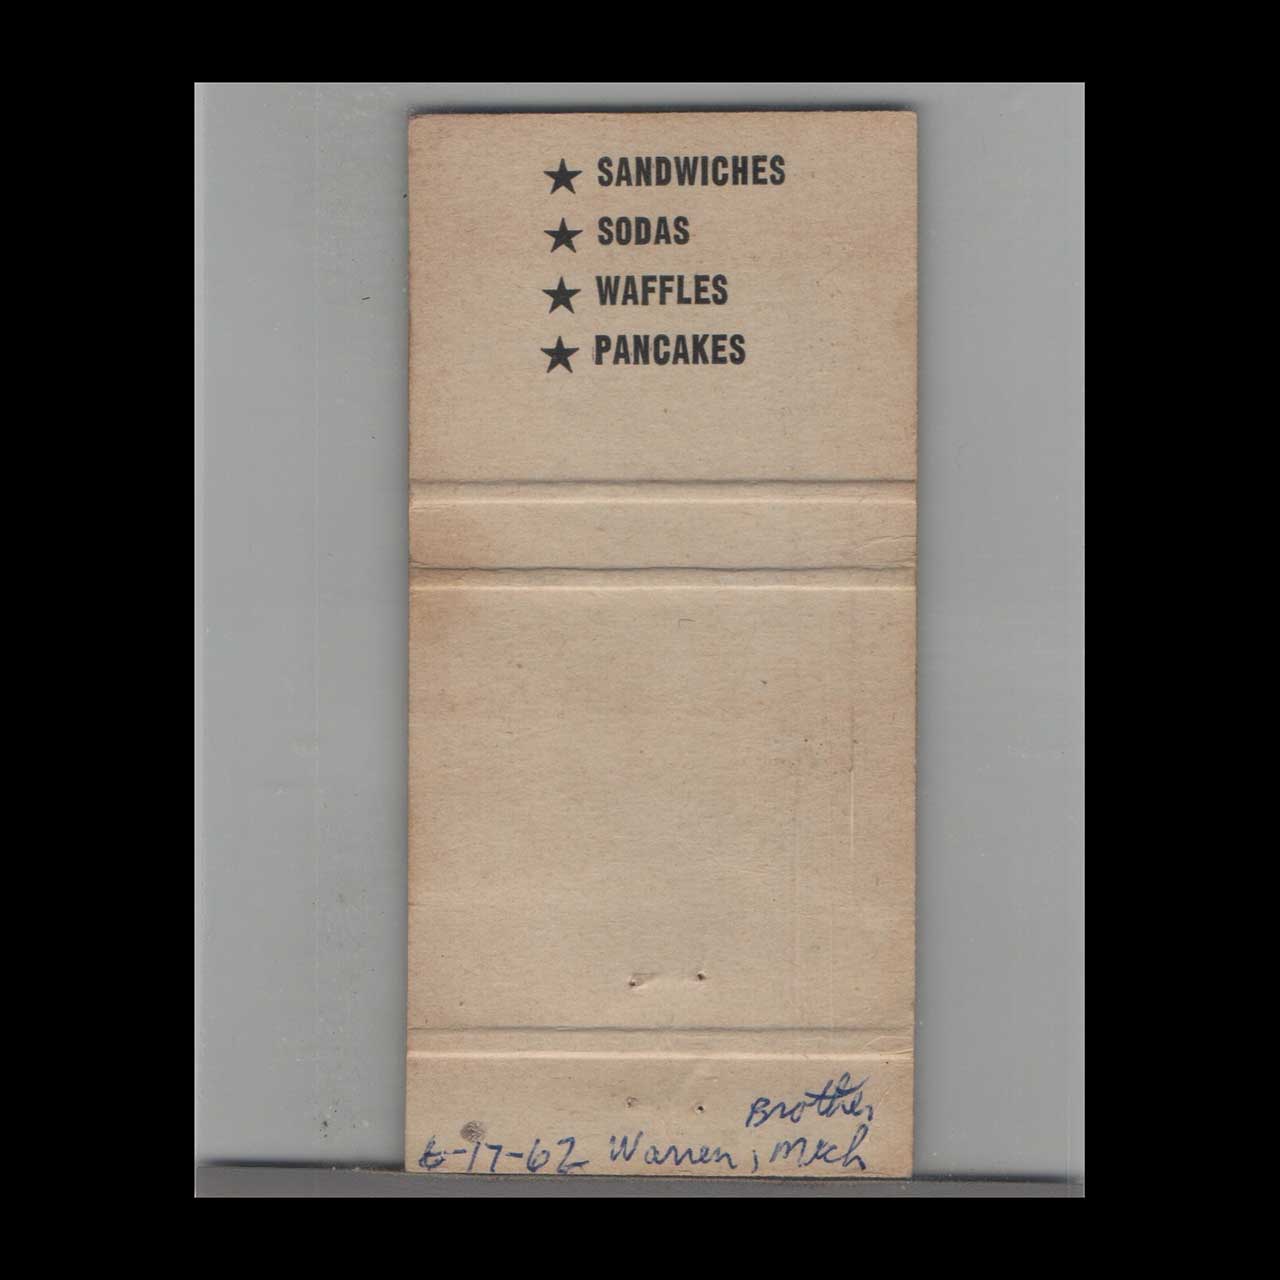 ★ SANDWICHES
★ SODAS
★ WAFFLES
★ PANCAKES
Brother
6-17-62 Warren, Mich